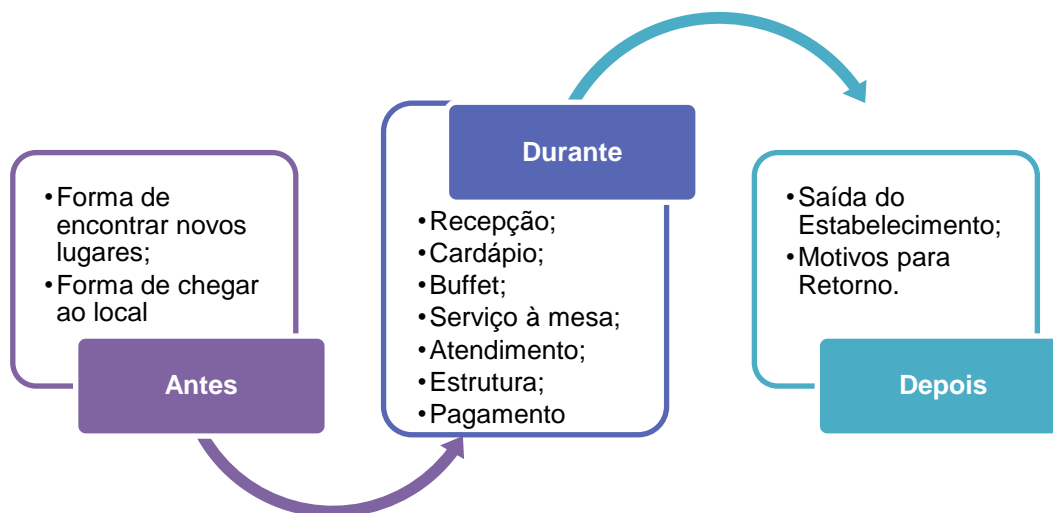 •Forma de
encontrar novos
lugares;
•Forma de chegar
ao local
Antes
Durante
•Recepção;
•Cardápio;
•Buffet;
•Serviço à mesa;
•Atendimento;
•Estrutura;
•Pagamento
•Saída do
Estabelecimento;
•Motivos para
Retorno.
Depois